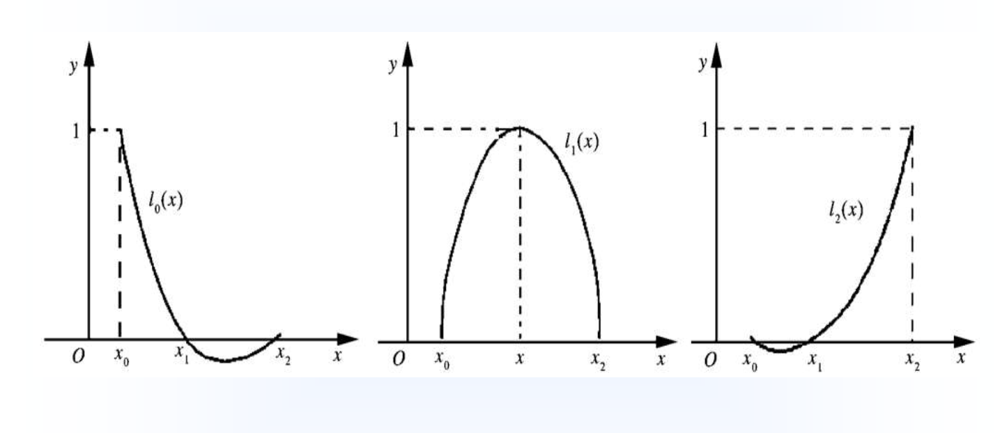 y
1
l₀(x)
O x₀ x₁ x₂ x
y
1
l₁(x)
O x₀ x x₂ x
y
1
l₂(x)
O x₀ x₁ x₂ x